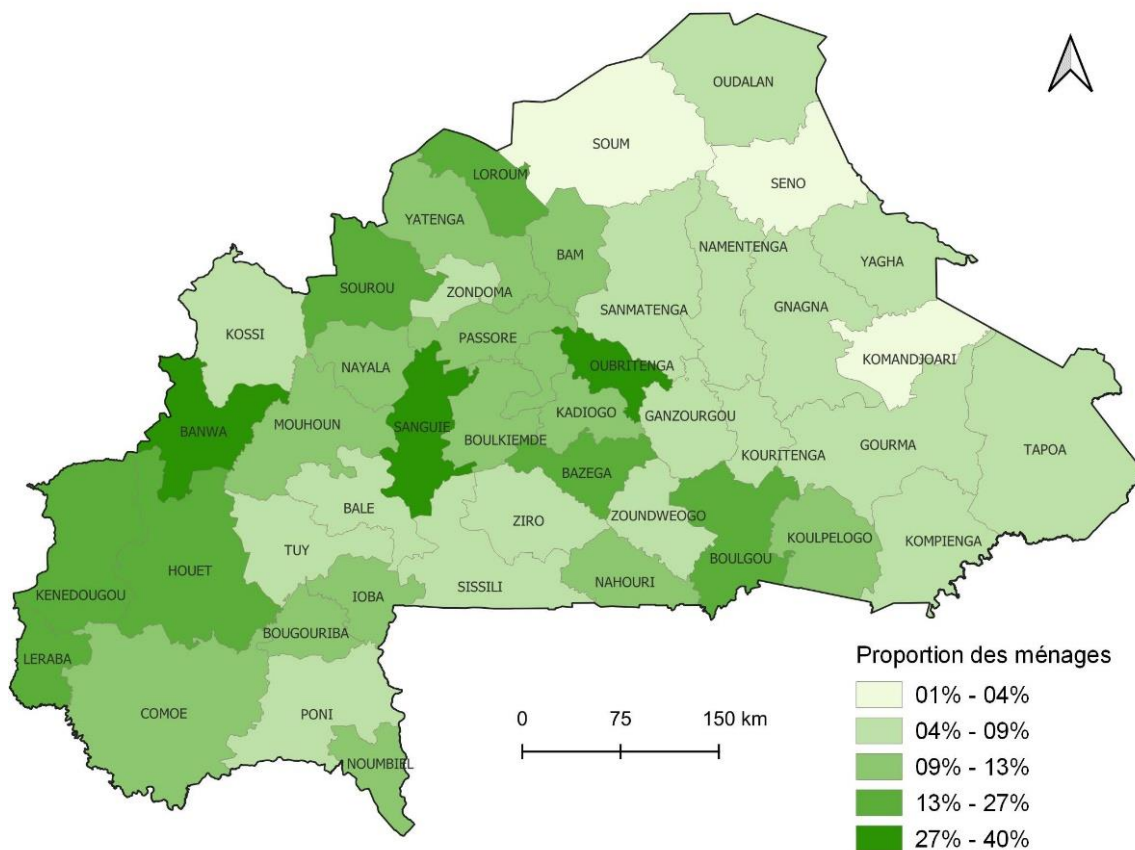 OUDALAN
SOUM
SENO
LOROUM
YATENGA
BAM
NAMENTENGA
YAGHA
SOUROU
ZONDOMA
GNAGNA
SANMATENGA
KOSSI
PASSORE
KOMANDJOARI
NAYALA
OUBRITENGA
BANWA
MOUHOUN
SANGUIE
KADIOGO
GANZOURGOU
BOULKIEMDE
GOURMA
TAPOA
KOURITENGA
BAZEGA
BALE
ZIRO
ZOUNDWEOGO
KOULPELOGO
KOMPIENGA
TUY
BOULGOU
HOUET
NAHOURI
SISSILI
KENEDOUGOU
IOBA
BOUGOURIBA
LERABA
COMOE
PONI
NOUMBIEL
0 75 150 km
Proportion des ménages
01% - 04%
04% - 09%
09% - 13%
13% - 27%
27% - 40%